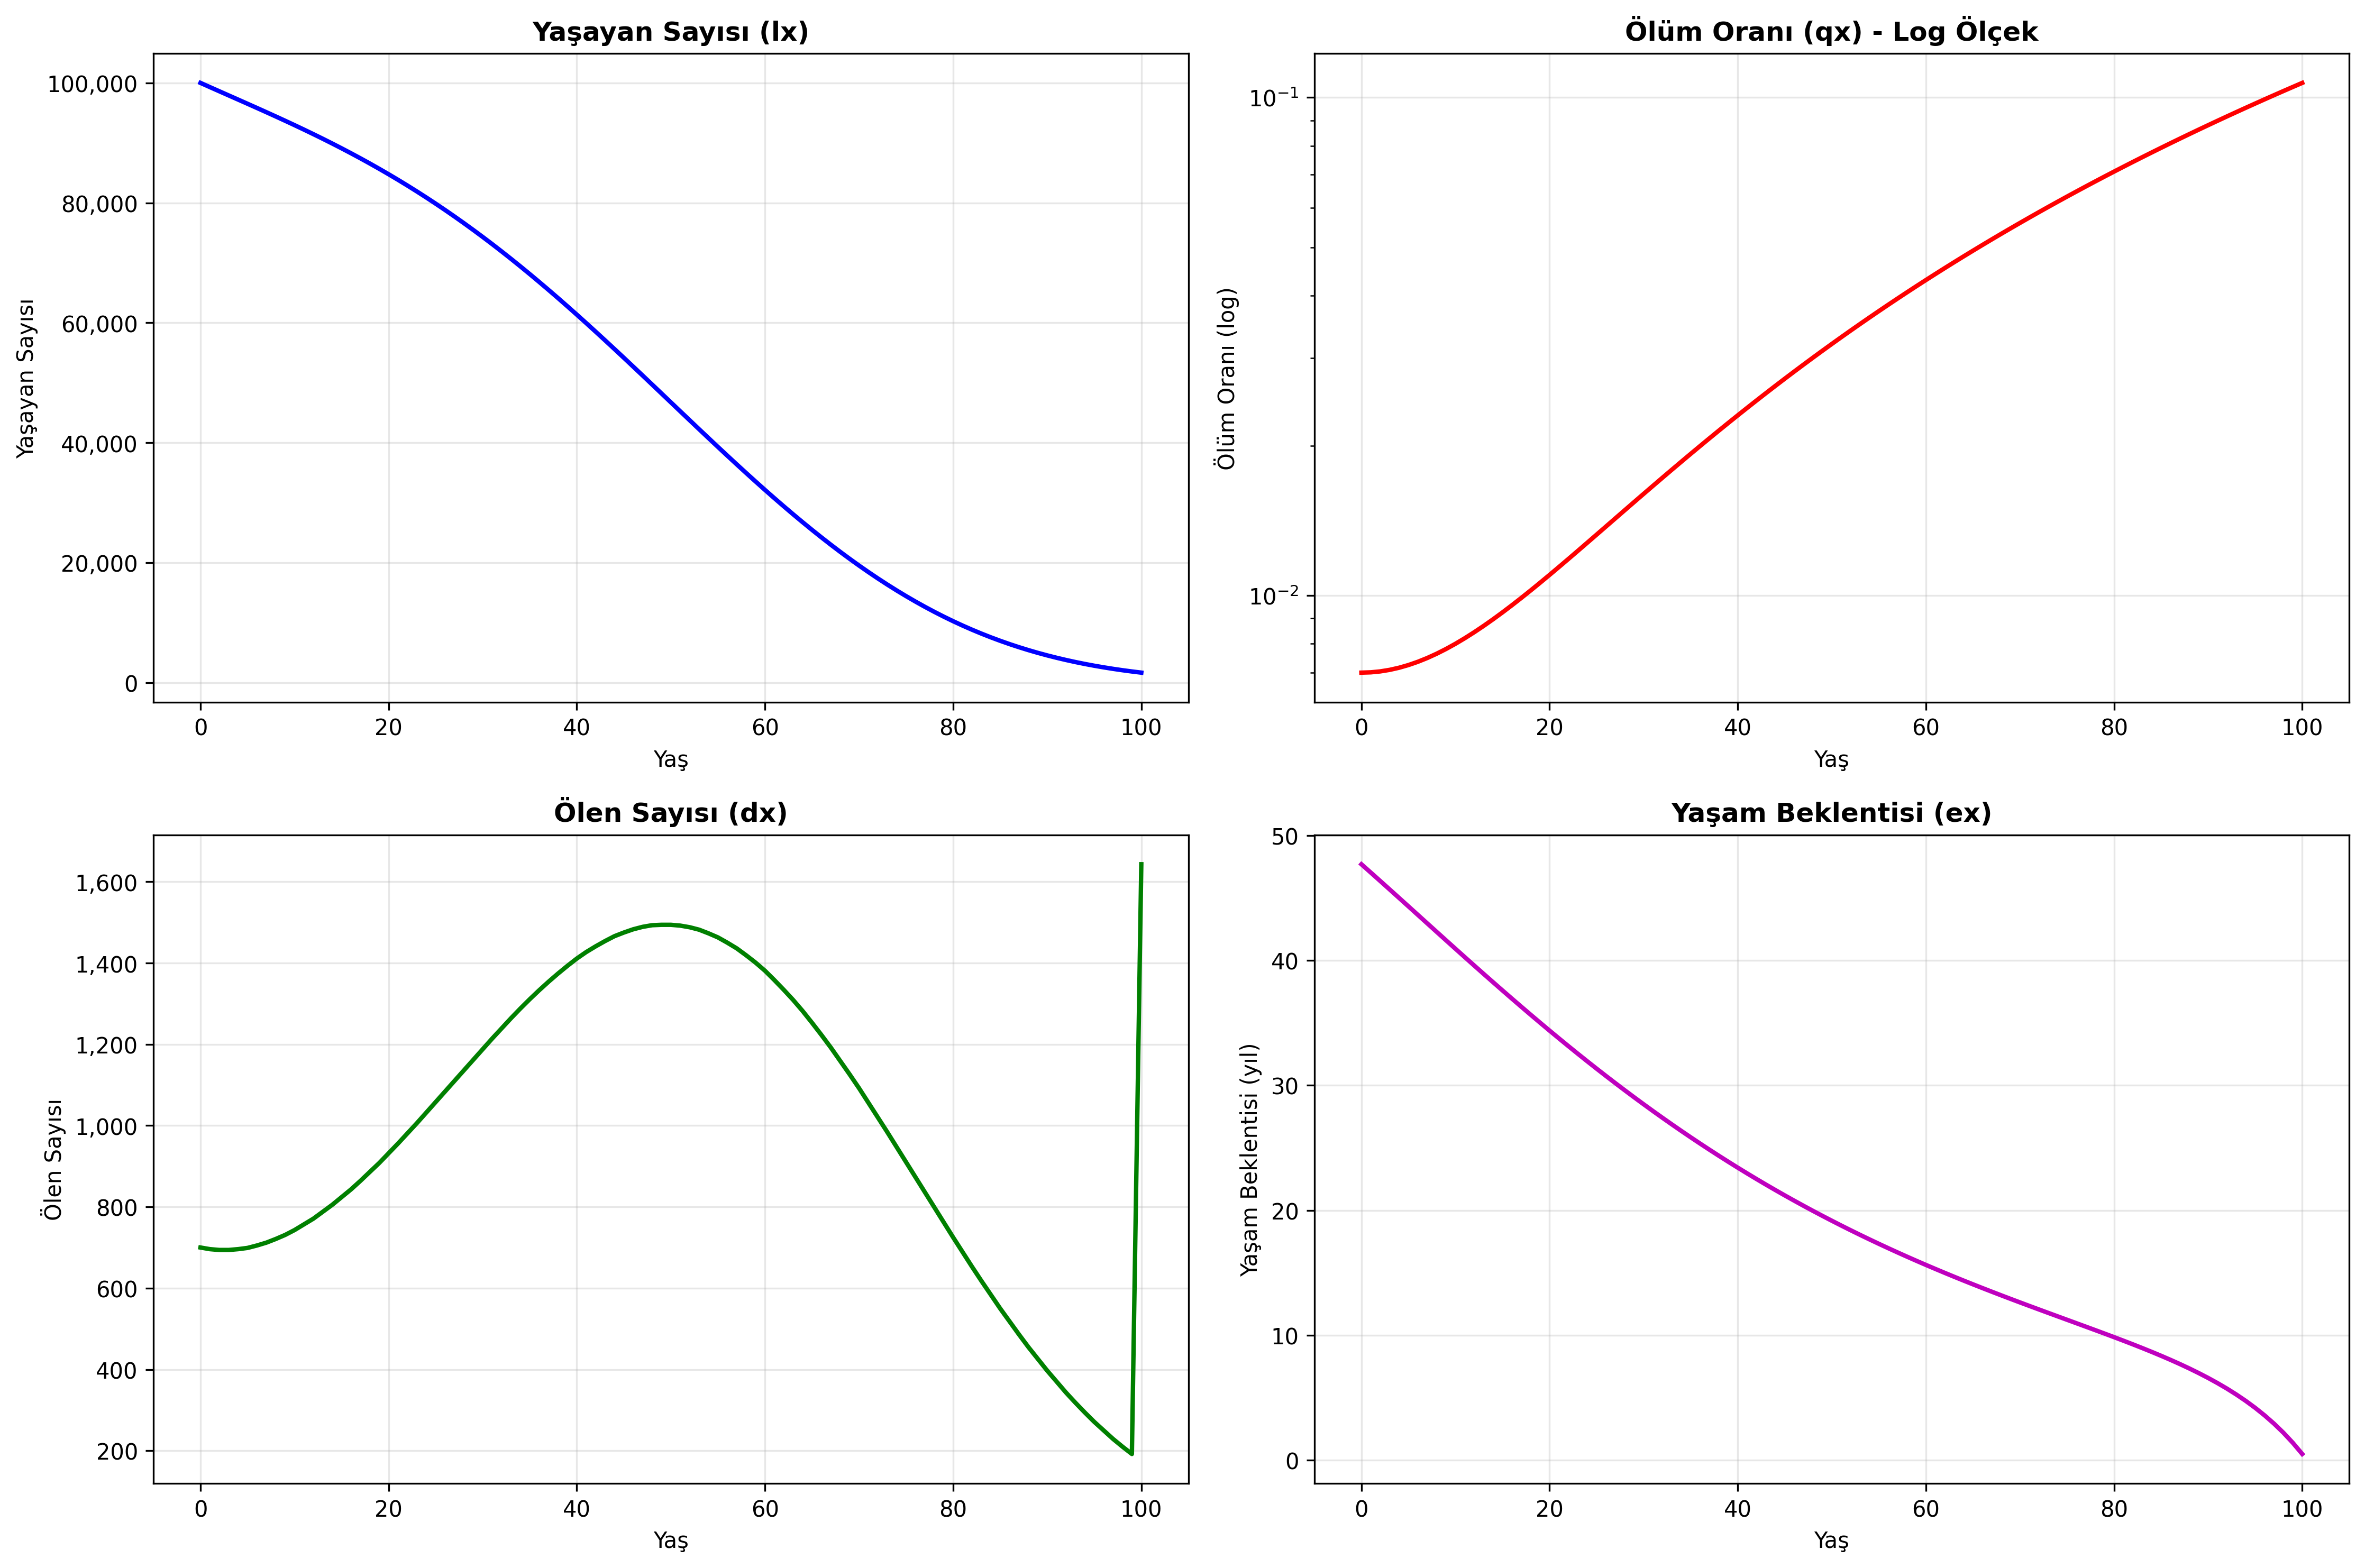 Yaşayan Sayısı (lx)
Yaşayan Sayısı
100,000
80,000
60,000
40,000
20,000
0
0 20 40 60 80 100
Yaş
Ölüm Oranı (qx) - Log Ölçek
Ölüm Oranı (log)
10⁻¹
10⁻²
0 20 40 60 80 100
Yaş
Ölen Sayısı (dx)
Ölen Sayısı
1,600
1,400
1,200
1,000
800
600
400
200
0 20 40 60 80 100
Yaş
Yaşam Beklentisi (ex)
Yaşam Beklentisi (yıl)
50
40
30
20
10
0
0 20 40 60 80 100
Yaş